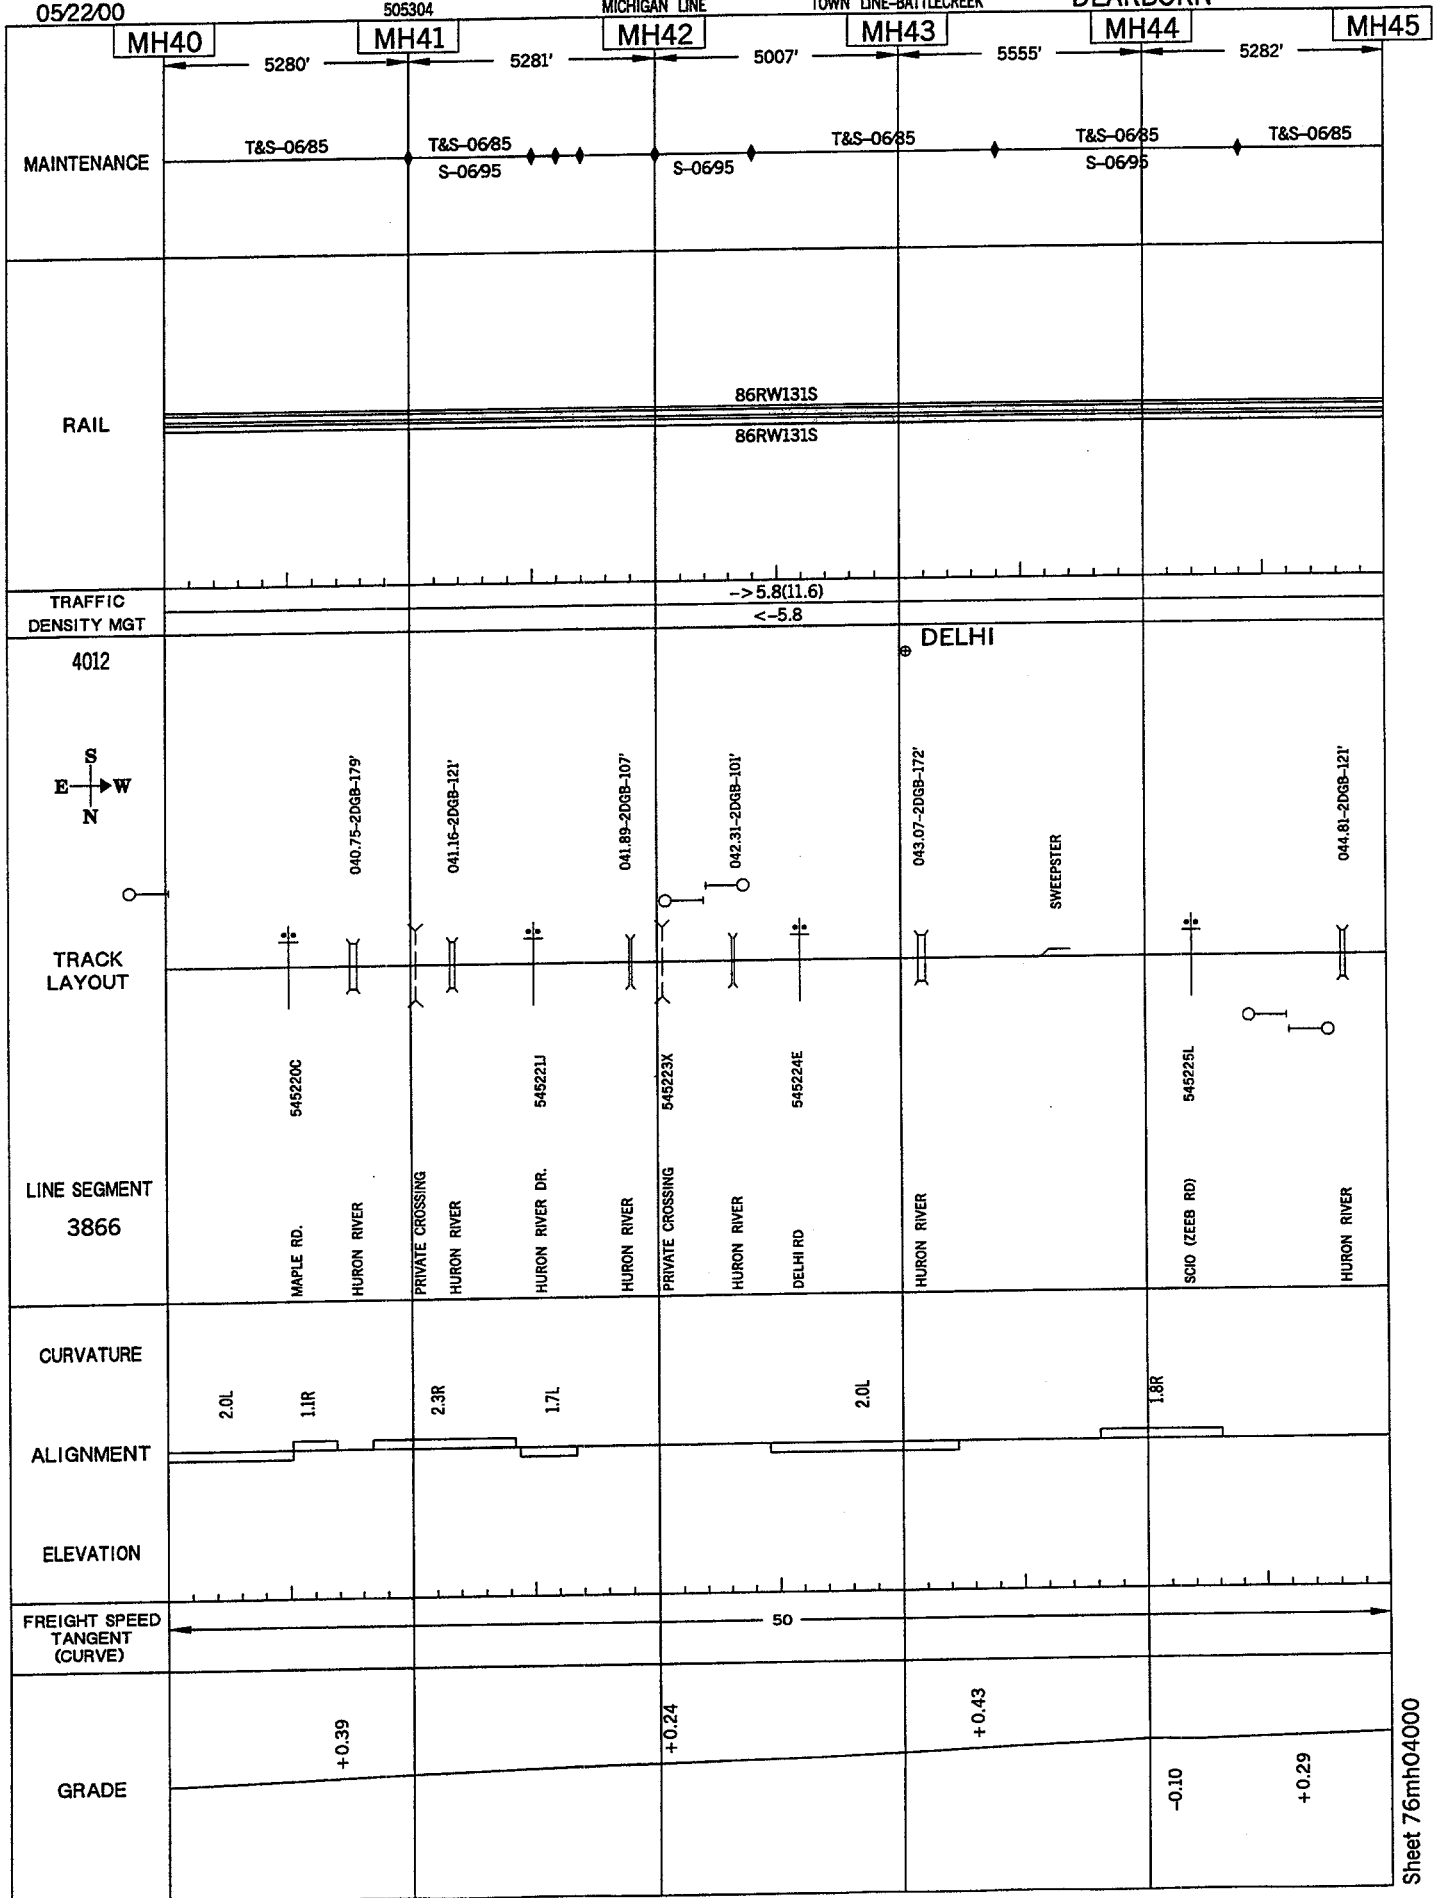 05/22/00 505304 MICHIGAN LINE TOWN LINE-BATTLECREEK DEARBORN
MH40 MH41 MH42 MH43 MH44 MH45
5280' 5281' 5007' 5555' 5282'
MAINTENANCE
T&S-06/85 T&S-06/85 T&S-06/85 T&S-06/85 T&S-06/85
S-06/95 S-06/95 S-06/95
RAIL
86RW131S
86RW131S
TRAFFIC
DENSITY MGT
->5.8(11.6)
<-5.8
4012
DELHI
S
E W
N
040.75-2DGB-179'
041.16-2DGB-121'
041.89-2DGB-107'
042.31-2DGB-101'
043.07-2DGB-172'
SWEEPSTER
044.81-2DGB-121'
TRACK
LAYOUT
545220C
545221J
545223X
545224E
545225L
LINE SEGMENT
3866
MAPLE RD.
HURON RIVER
PRIVATE CROSSING
HURON RIVER
HURON RIVER DR.
HURON RIVER
PRIVATE CROSSING
HURON RIVER
DELHI RD
HURON RIVER
SCIO (ZEEB RD)
HURON RIVER
CURVATURE
2.0L 1.1R 2.3R 1.7L 2.0L 1.8R
ALIGNMENT
ELEVATION
FREIGHT SPEED
TANGENT
(CURVE)
50
GRADE
+0.39 +0.24 +0.43 -0.10 +0.29
Sheet 76mh04000